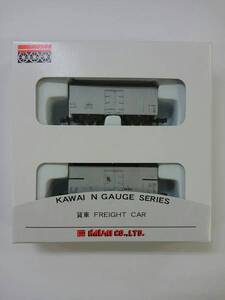 KAWAI N GAUGE SERIES
貨車 FREIGHT CAR
KAWAI CO.,LTD.